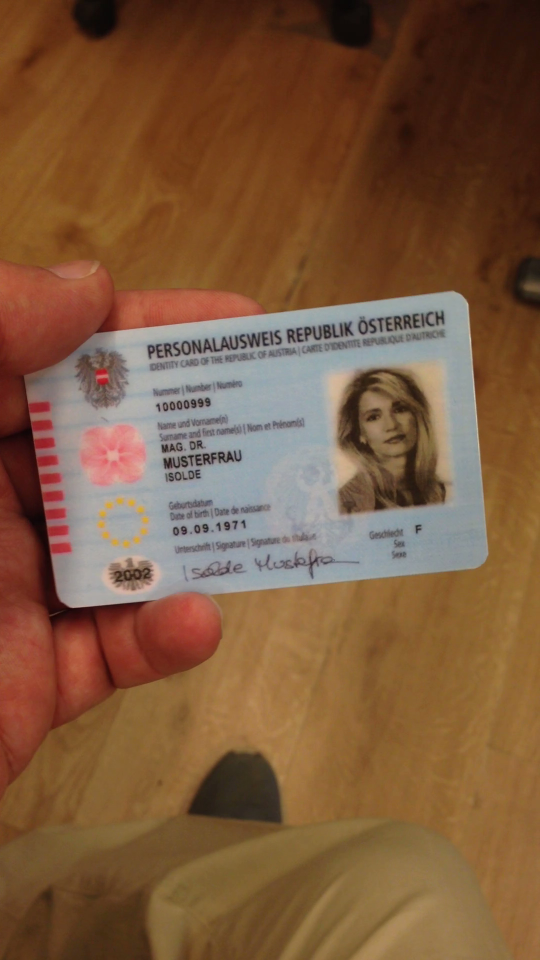 PERSONALAUSWEIS REPUBLIK ÖSTERREICH
IDENTITY CARD OF THE REPUBLIC OF AUSTRIA | CARTE D'IDENTITE REPUBLIQUE D'AUTRICHE
Nummer | Number | Numéro
10000999
Name und Vorname(n)
Surname and first name(s) | Nom et Prénom(s)
MAG. DR.
MUSTERFRAU
ISOLDE
Geburtsdatum
Date of birth | Date de naissance
09.09.1971
Unterschrift | Signature | Signature du titulaire
Isolde Mustefra
Geschlecht F
Sex
Sexe
2002